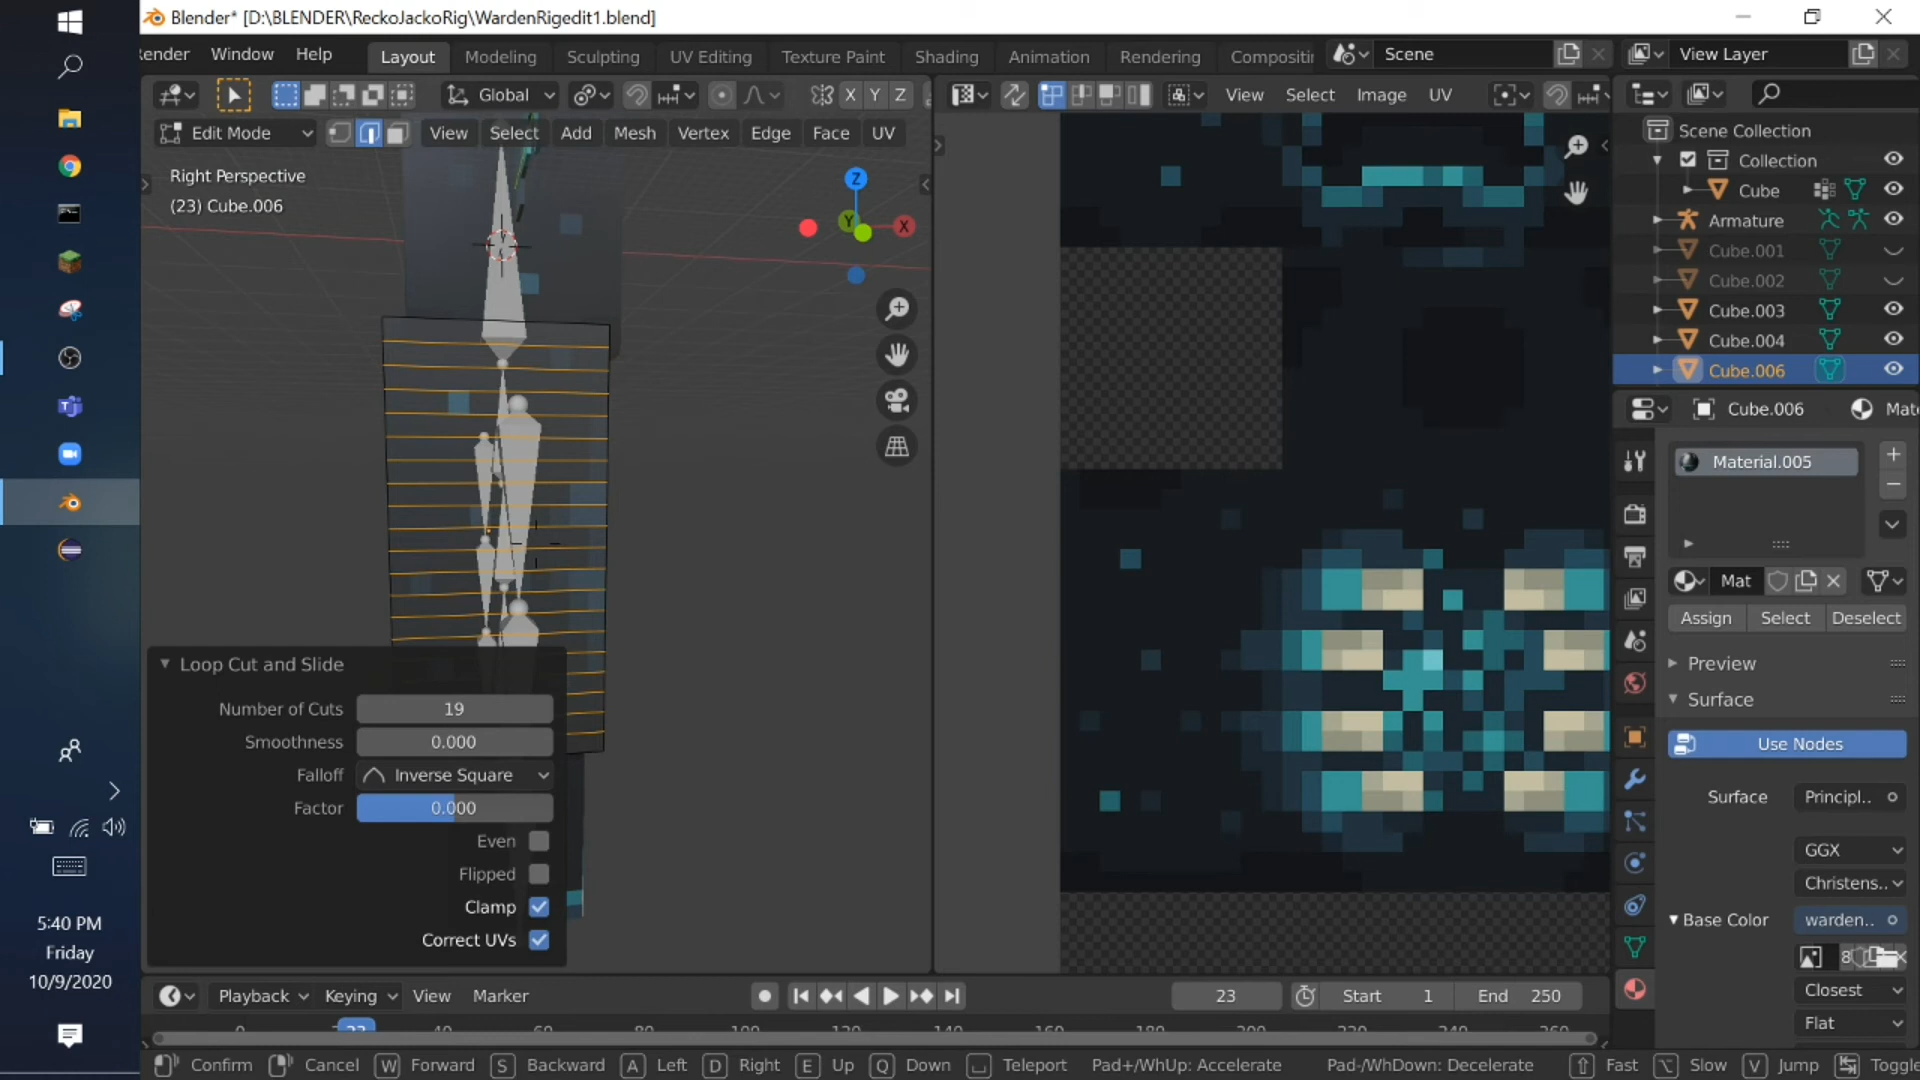 Blender* [D:\BLENDER\ReckoJackoRig\WardenRigedit1.blend]
Render Window Help Layout Modeling Sculpting UV Editing Texture Paint Shading Animation Rendering Scene View Layer
Global X Y Z View Select Image UV
Edit Mode View Select Add Mesh Vertex Edge Face UV
Scene Collection
Collection
Cube
Armature
Cube.001
Cube.002
Cube.003
Cube.004
Cube.006
Right Perspective
(23) Cube.006
Z
Y
X
Cube.006
Material.005
Mat
Assign Select Deselect
Preview
Surface
Use Nodes
Surface Principl..
GGX
Christens..
Base Color warden..
8
Closest
Flat
Loop Cut and Slide
Number of Cuts 19
Smoothness 0.000
Falloff Inverse Square
Factor 0.000
Even
Flipped
Clamp
Correct UVs
5:40 PM
Friday
10/9/2020
Playback Keying View Marker 23 Start 1 End 250
Confirm Cancel W Forward S Backward A Left D Right E Up Q Down Teleport Pad+/WhUp: Accelerate Pad-/WhDown: Decelerate Fast Slow V Jump